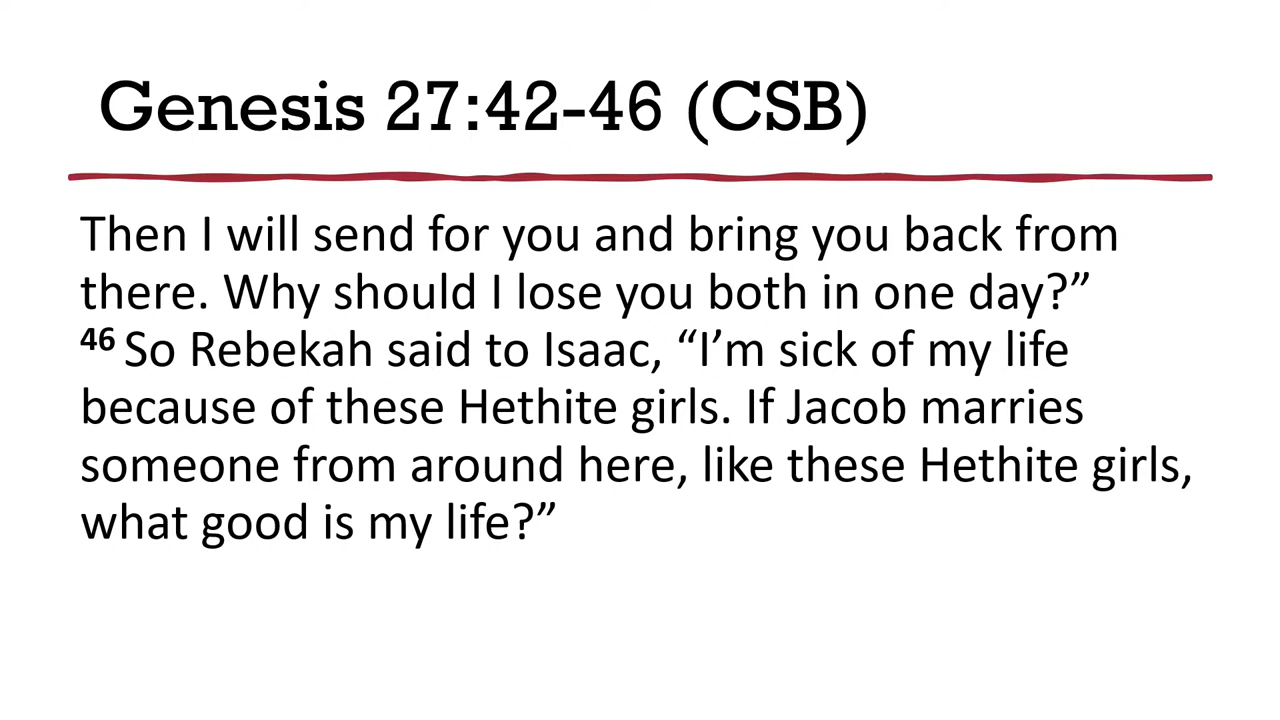 Genesis 27:42-46 (CSB)
Then I will send for you and bring you back from
there. Why should I lose you both in one day?”
46 So Rebekah said to Isaac, “I’m sick of my life
because of these Hethite girls. If Jacob marries
someone from around here, like these Hethite girls,
what good is my life?”